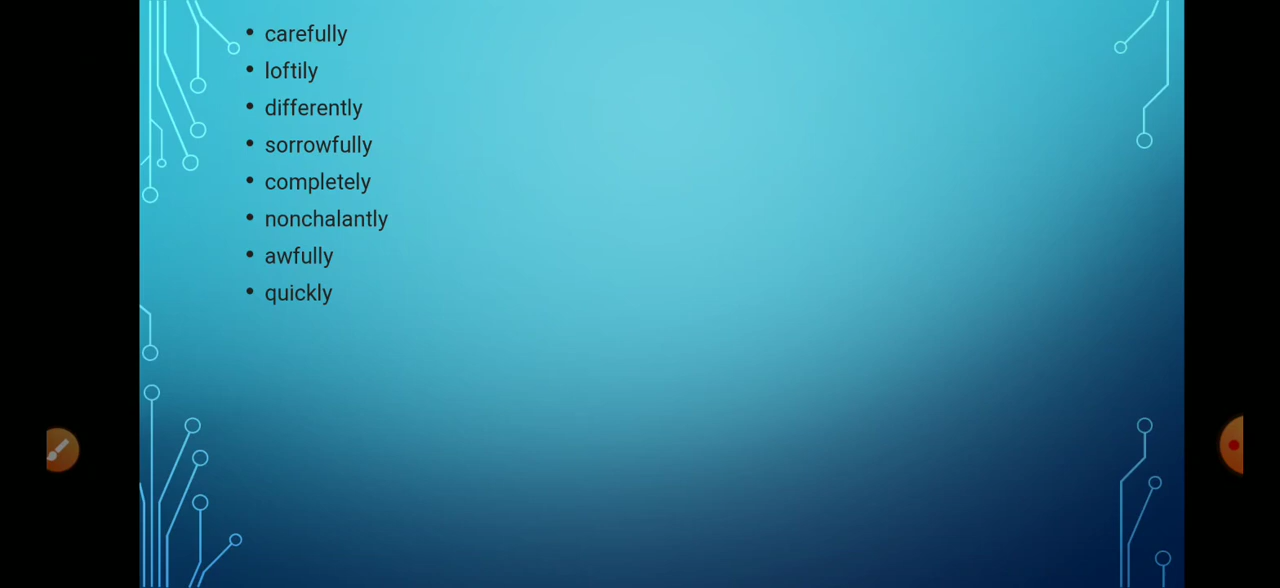 • carefully
• loftily
• differently
• sorrowfully
• completely
• nonchalantly
• awfully
• quickly